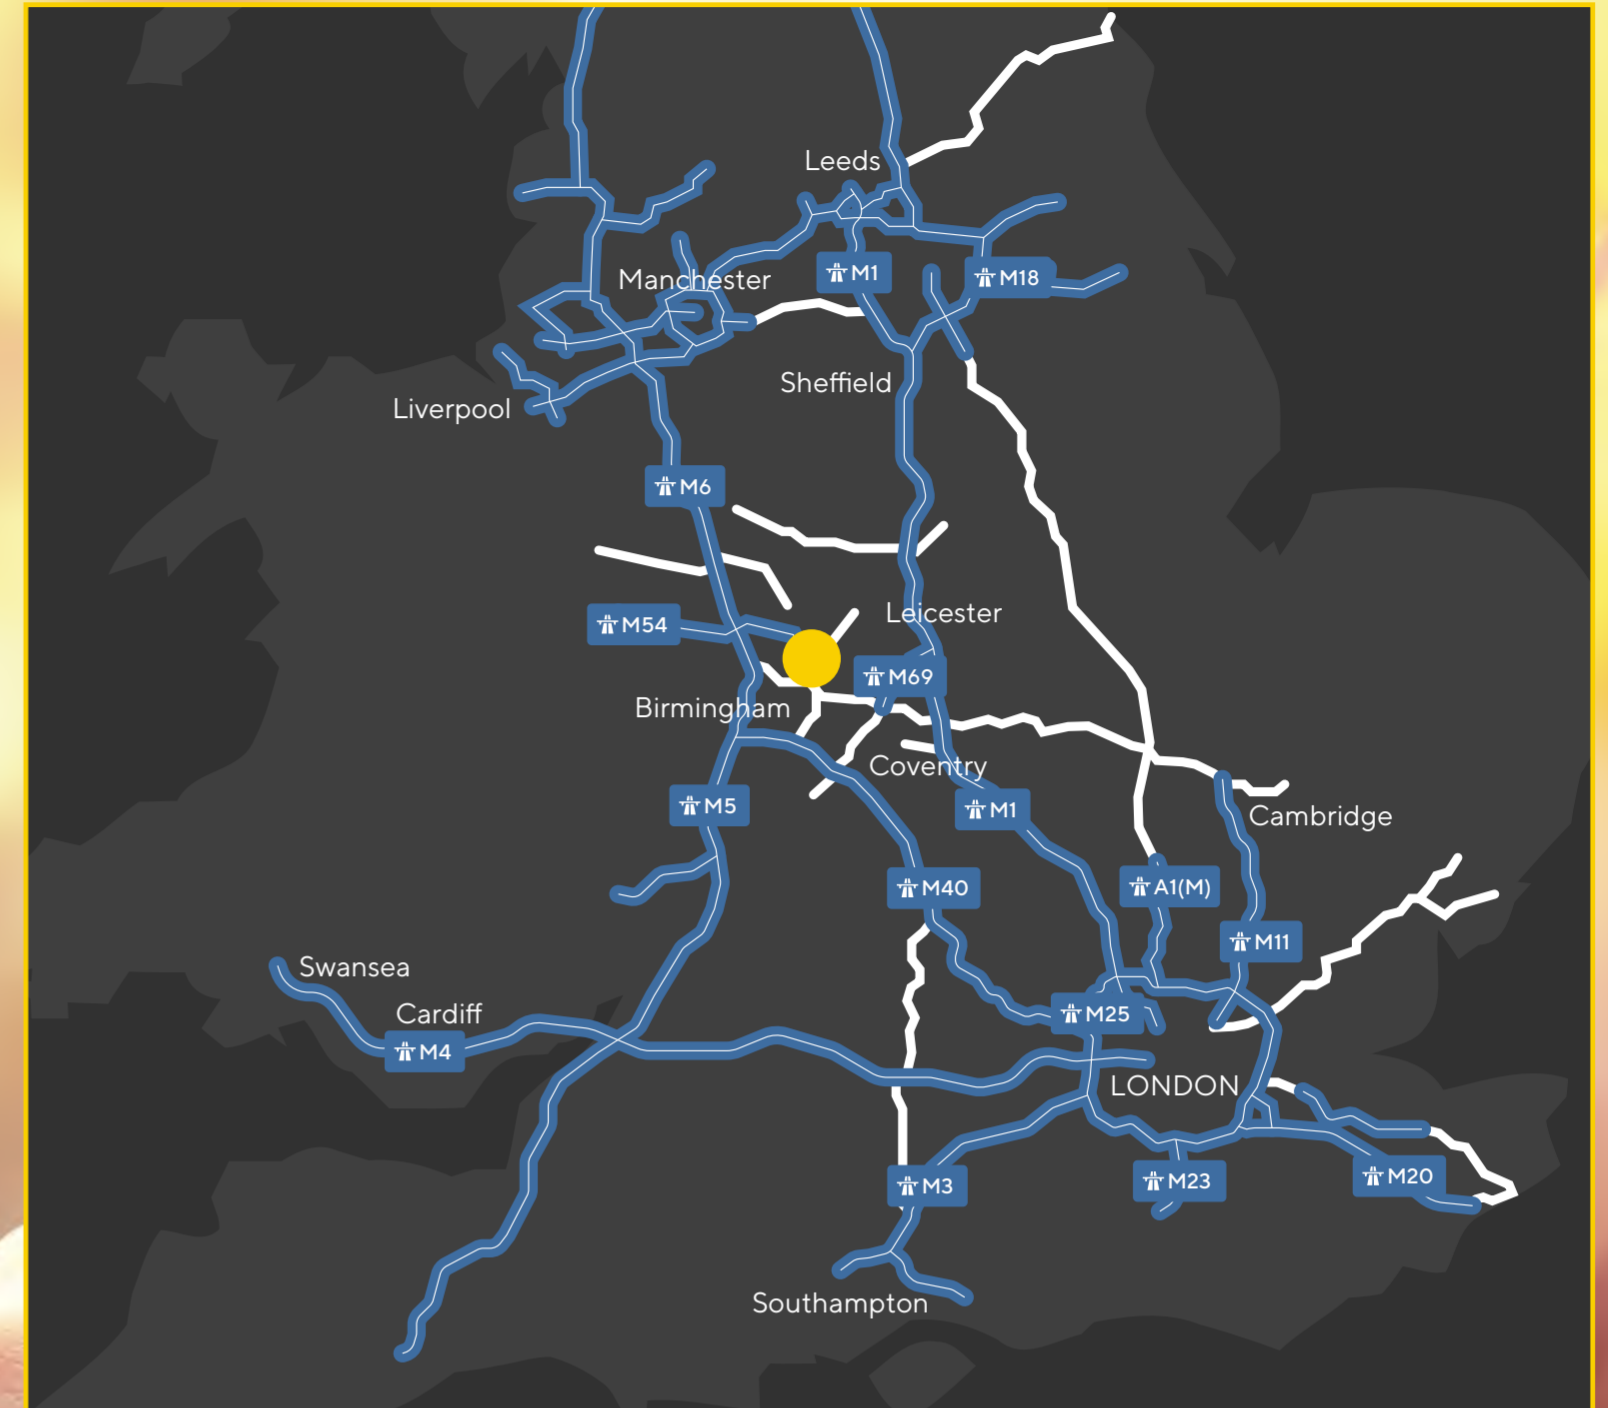 Leeds
M1
M18
Manchester
Sheffield
Liverpool
M6
Leicester
M54
M69
Birmingham
Coventry
M5
M1
Cambridge
M40
A1(M)
M11
Swansea
Cardiff
M25
M4
LONDON
M3
M23
M20
Southampton